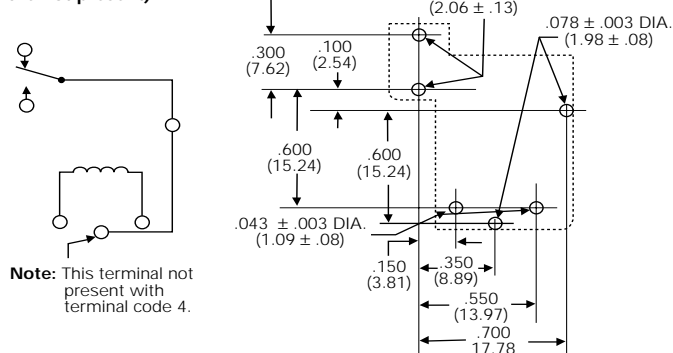 (2.06 ± .13)
.078 ± .003 DIA.
(1.98 ± .08)
.300
(7.62)
.100
(2.54)
.600
(15.24)
.600
(15.24)
.043 ± .003 DIA.
(1.09 ± .08)
.150
(3.81)
.350
(8.89)
.550
(13.97)
.700
17.78
Note: This terminal not
present with
terminal code 4.